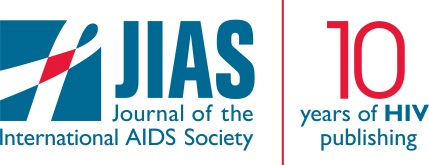 JIAS
Journal of the
International AIDS Society
10
years of HIV
publishing